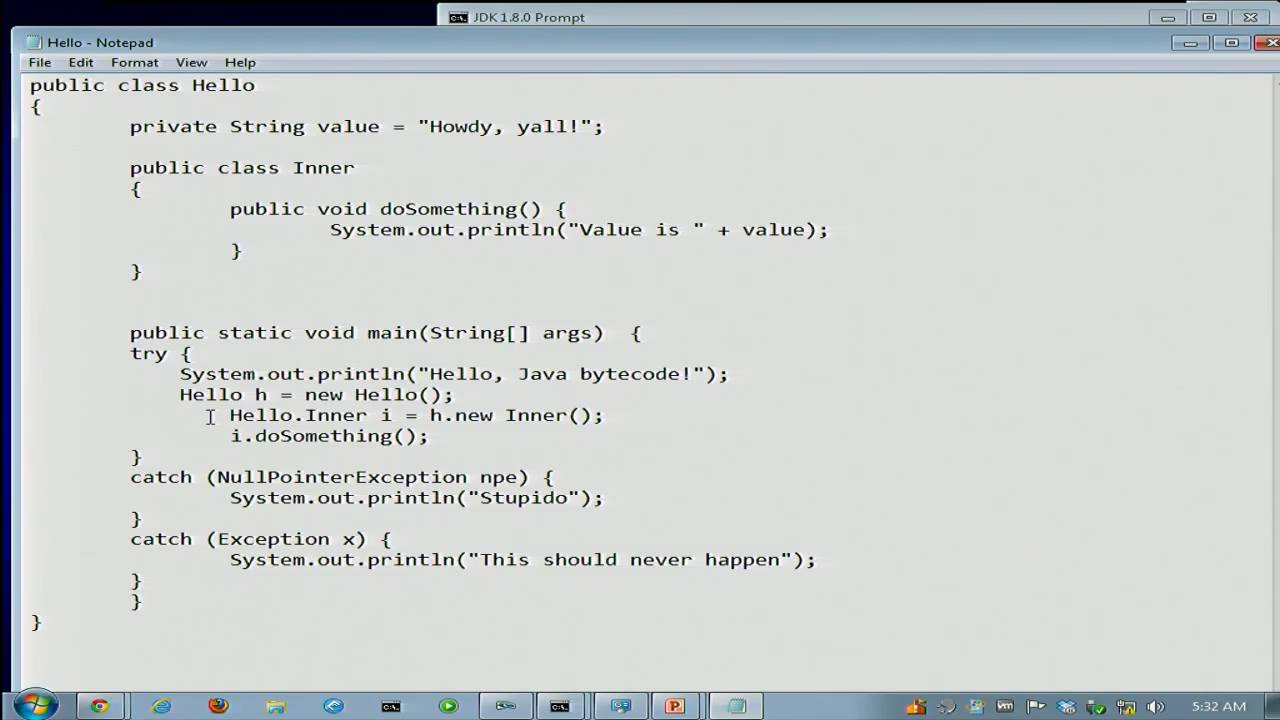 JDK 1.8.0 Prompt
Hello - Notepad
File Edit Format View Help
public class Hello
{
private String value = "Howdy, yall!";
public class Inner
{
public void doSomething() {
System.out.println("Value is " + value);
}
}
public static void main(String[] args) {
try {
System.out.println("Hello, Java bytecode!");
Hello h = new Hello();
Hello.Inner i = h.new Inner();
i.doSomething();
}
catch (NullPointerException npe) {
System.out.println("Stupido");
}
catch (Exception x) {
System.out.println("This should never happen");
}
}
}
5:32 AM